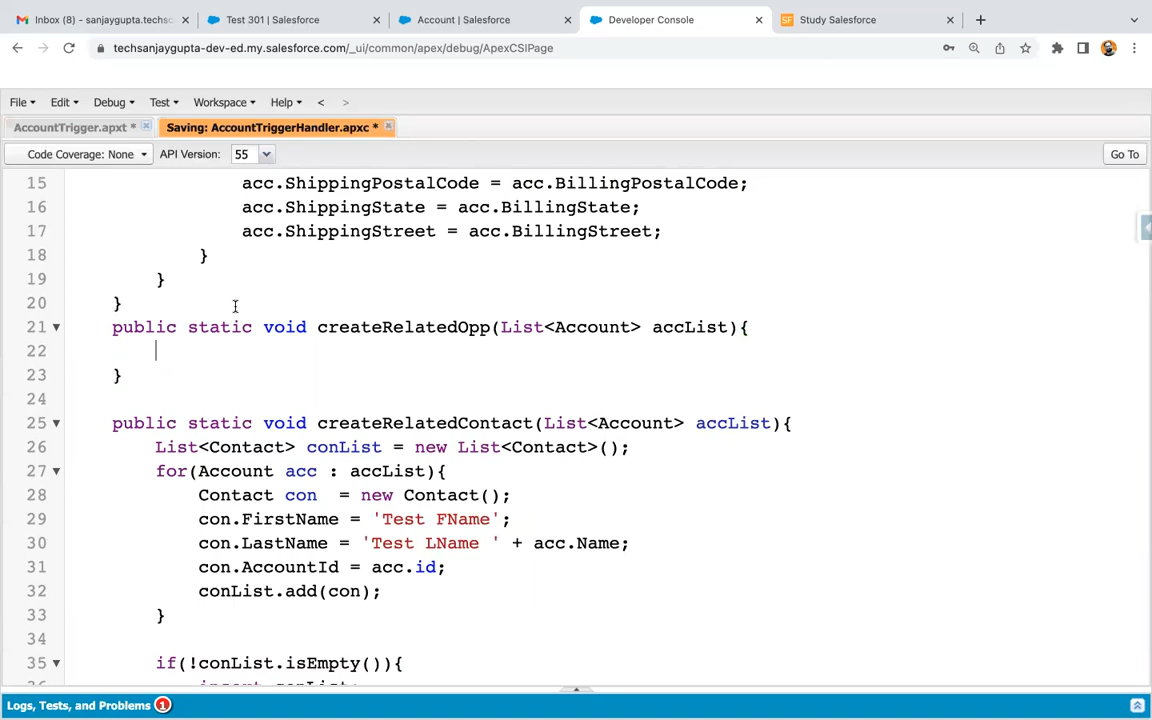 Inbox (8) - sanjaygupta.techsc
Test 301 | Salesforce
Account | Salesforce
Developer Console
SF Study Salesforce
techsanjaygupta-dev-ed.my.salesforce.com/_ui/common/apex/debug/ApexCSIPage
File Edit Debug Test Workspace Help < >
AccountTrigger.apxt *
Saving: AccountTriggerHandler.apxc *
Code Coverage: None API Version: 55 Go To
15 acc.ShippingPostalCode = acc.BillingPostalCode;
16 acc.ShippingState = acc.BillingState;
17 acc.ShippingStreet = acc.BillingStreet;
18 }
19 }
20 }
21 public static void createRelatedOpp(List<Account> accList){
22
23 }
24
25 public static void createRelatedContact(List<Account> accList){
26 List<Contact> conList = new List<Contact>();
27 for(Account acc : accList){
28 Contact con  = new Contact();
29 con.FirstName = 'Test FName';
30 con.LastName = 'Test LName ' + acc.Name;
31 con.AccountId = acc.id;
32 conList.add(con);
33 }
34
35 if(!conList.isEmpty()){
36 insert conList;
Logs, Tests, and Problems 1